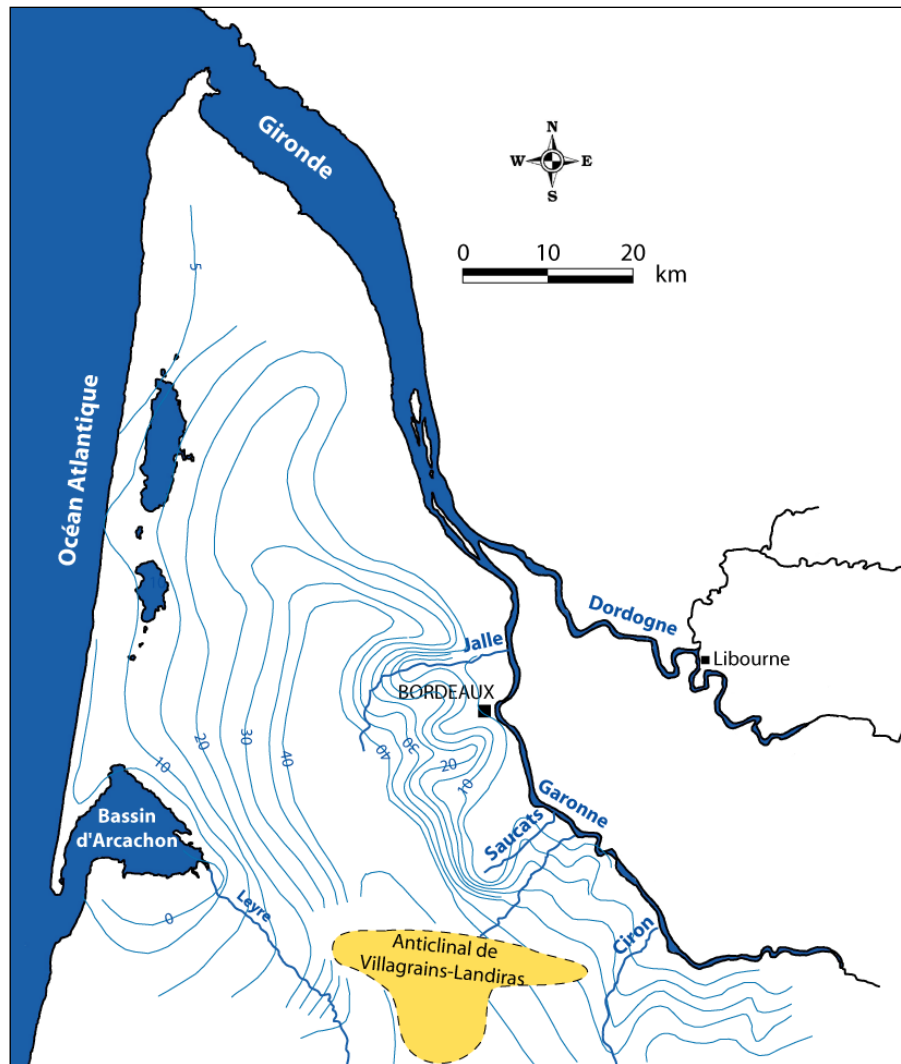 Gironde
N
W E
S
0 10 20
km
5
Océan Atlantique
Dordogne
Libourne
Jalle
BORDEAUX
40
30
20
10
10
20
30
40
Garonne
Saucats
Bassin
d'Arcachon
Leyre
0
Ciron
Anticlinal de
Villagrains-Landiras